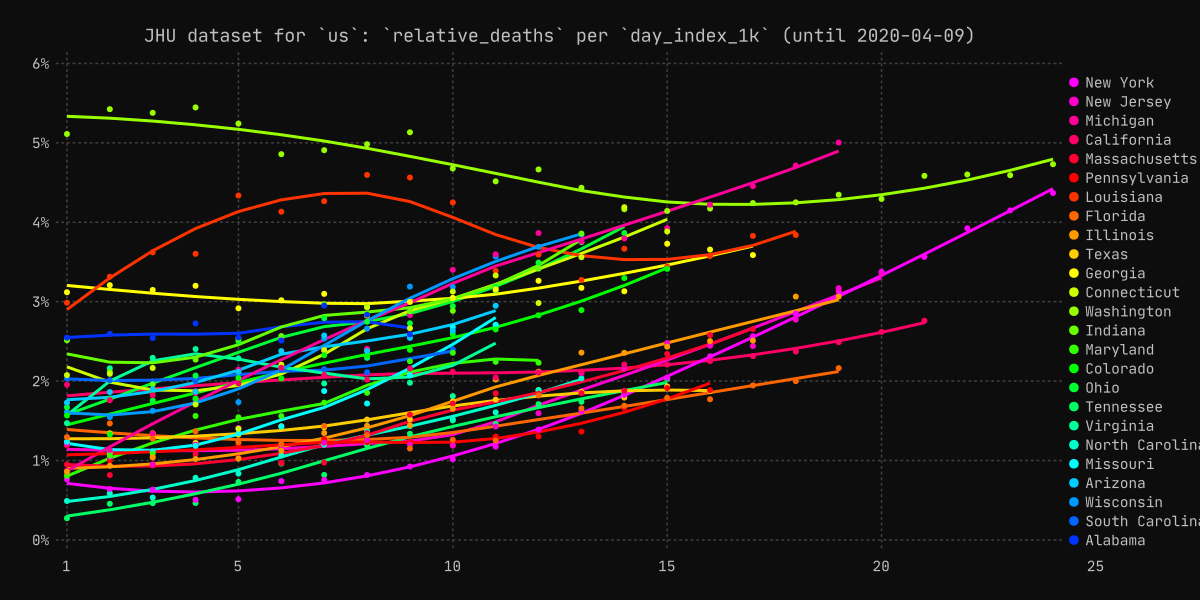 JHU dataset for `us`: `relative_deaths` per `day_index_1k` (until 2020-04-09)
6%
5%
4%
3%
2%
1%
0%
1 5 10 15 20 25
New York
New Jersey
Michigan
California
Massachusetts
Pennsylvania
Louisiana
Florida
Illinois
Texas
Georgia
Connecticut
Washington
Indiana
Maryland
Colorado
Ohio
Tennessee
Virginia
North Carolina
Missouri
Arizona
Wisconsin
South Carolina
Alabama